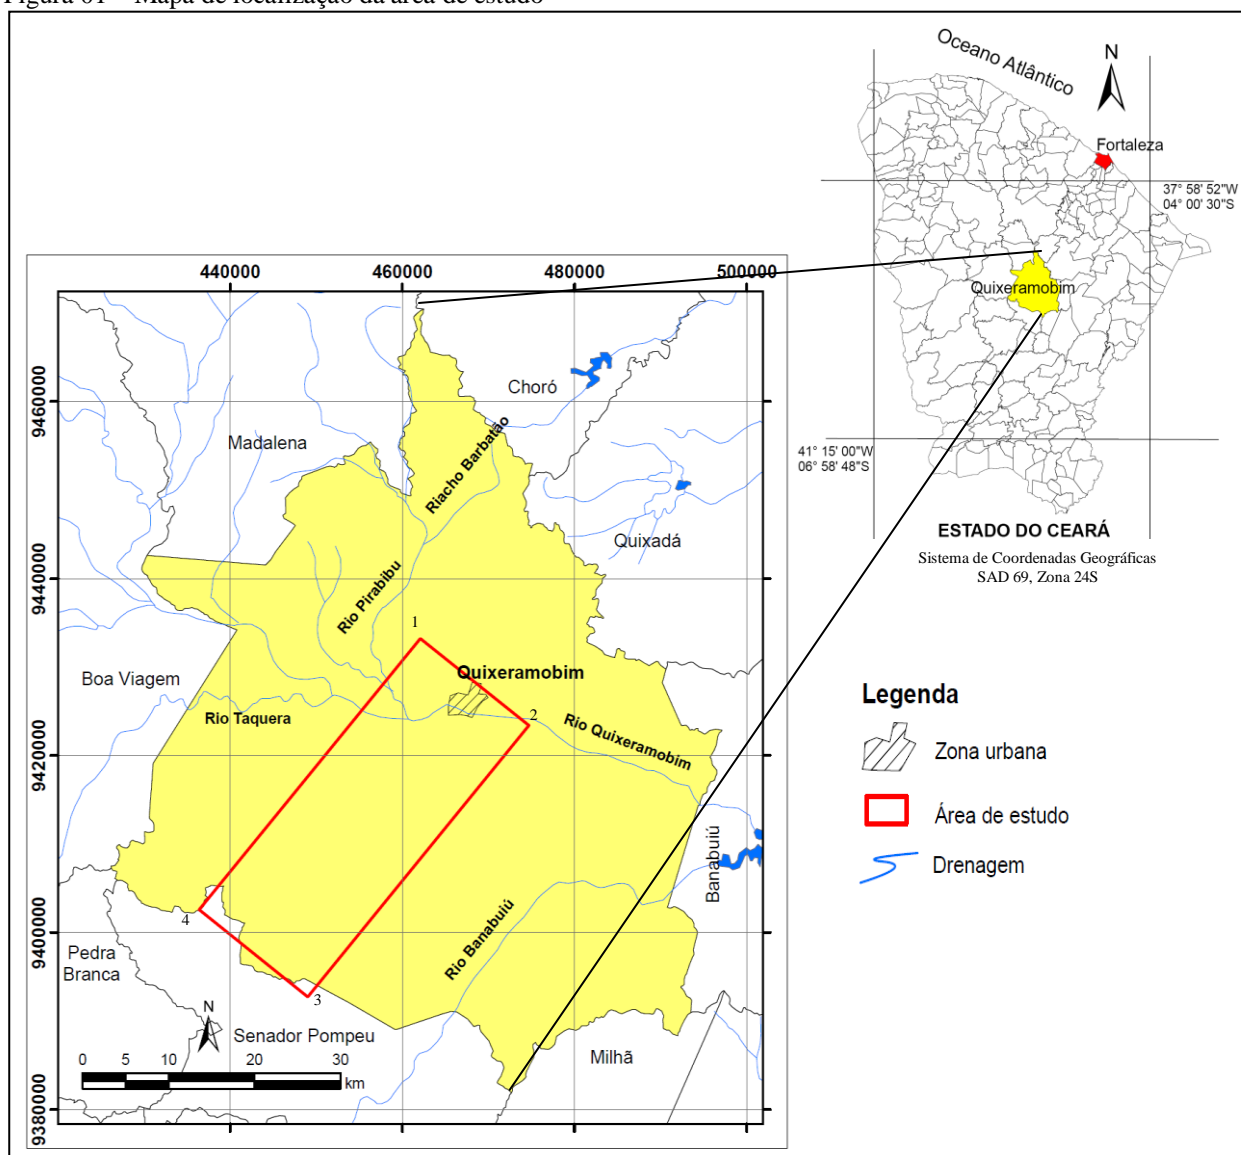 Figura 01 – Mapa de localização da área de estudo
Oceano Atlântico
N
Fortaleza
37° 58' 52"W
04° 00' 30"S
Quixeramobim
41° 15' 00"W
06° 58' 48"S
ESTADO DO CEARÁ
Sistema de Coordenadas Geográficas
SAD 69, Zona 24S
440000
460000
480000
500000
9460000
9440000
9420000
9400000
9380000
Choró
Madalena
Riacho Barbatão
Quixadá
Rio Pirabibu
1
Quixeramobim
Boa Viagem
2
Rio Taquera
Rio Quixeramobim
Banabuiú
4
Rio Banabuiú
Pedra
Branca
3
N
Senador Pompeu
Milhã
0 5 10 20 30
km
Legenda
Zona urbana
Área de estudo
Drenagem